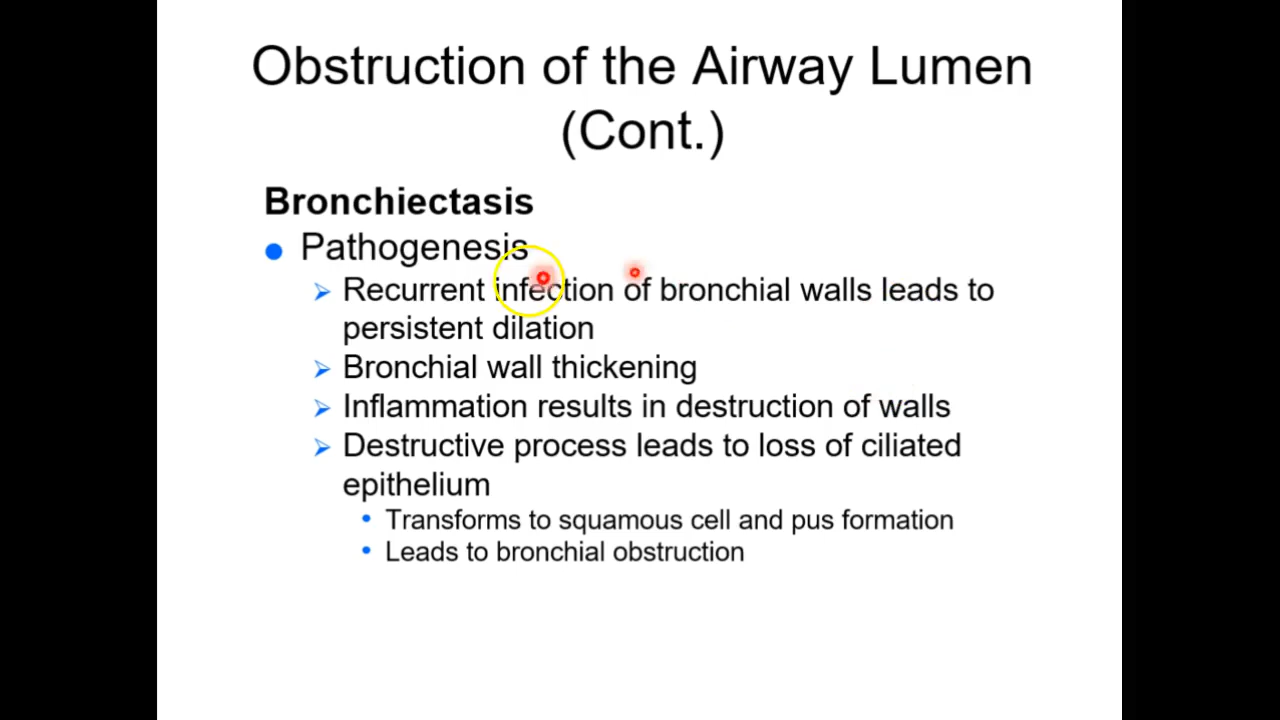 Obstruction of the Airway Lumen
(Cont.)
Bronchiectasis
Pathogenesis
Recurrent infection of bronchial walls leads to
persistent dilation
Bronchial wall thickening
Inflammation results in destruction of walls
Destructive process leads to loss of ciliated
epithelium
Transforms to squamous cell and pus formation
Leads to bronchial obstruction